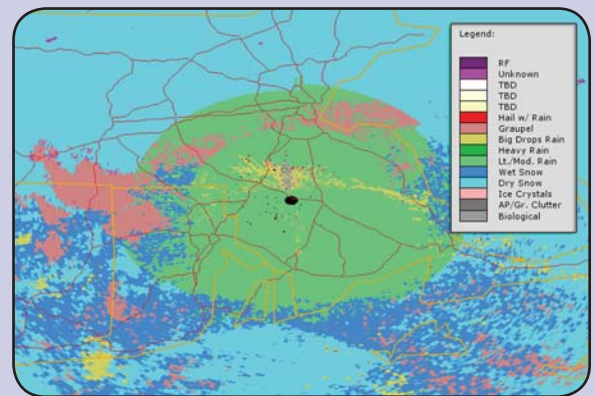 Legend:
RF
Unknown
TBD
TBD
TBD
Hail w/ Rain
Graupel
Big Drops Rain
Heavy Rain
Lt./Mod. Rain
Wet Snow
Dry Snow
Ice Crystals
AP/Gr. Clutter
Biological